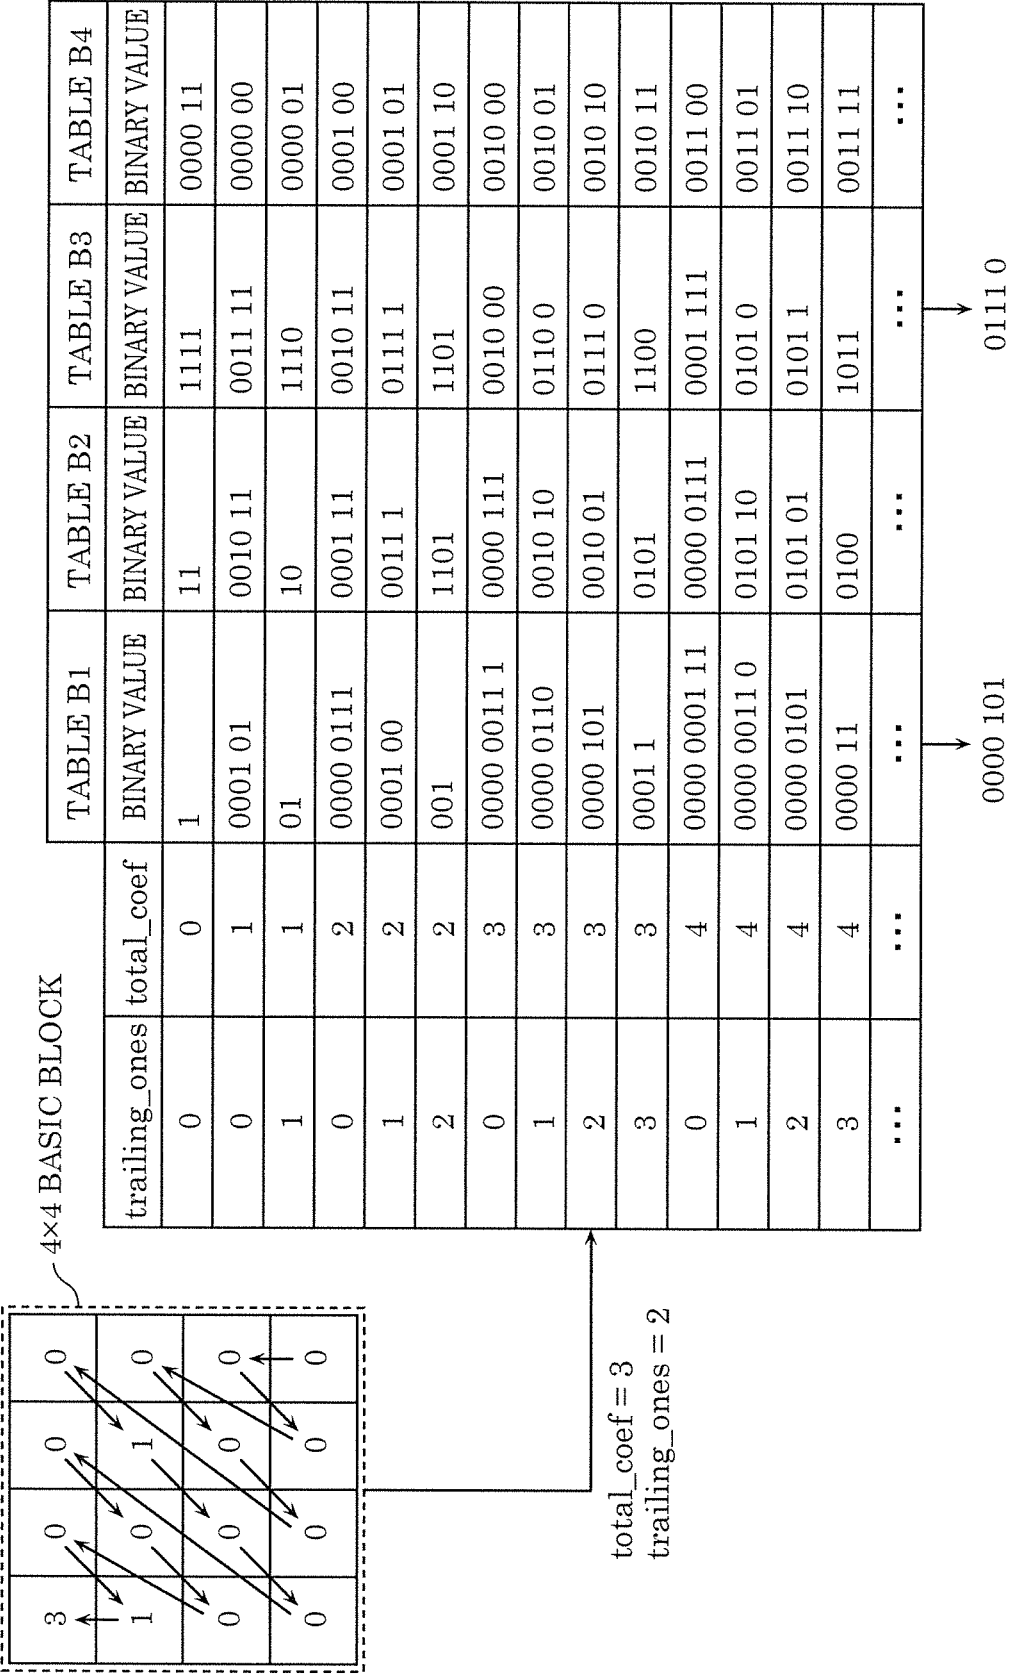 4×4 BASIC BLOCK
3 0 0 0
1 0 1 0
0 0 0 0
0 0 0 0
total_coef = 3
trailing_ones = 2
TABLE B1 TABLE B2 TABLE B3 TABLE B4
trailing_ones total_coef BINARY VALUE BINARY VALUE BINARY VALUE BINARY VALUE
0 0 1 11 1111 0000 11
0 1 0001 01 0010 11 0011 11 0000 00
1 1 01 10 1110 0000 01
0 2 0000 0111 0001 11 0010 11 0001 00
1 2 0001 00 0011 1 0111 1 0001 01
2 2 001 1101 1101 0001 10
0 3 0000 0011 1 0000 111 0010 00 0010 00
1 3 0000 0110 0010 10 0110 0 0010 01
2 3 0000 101 0010 01 0111 0 0010 10
3 3 0001 1 0101 1100 0010 11
0 4 0000 0001 11 0000 0111 0001 111 0011 00
1 4 0000 0011 0 0101 10 0101 0 0011 01
2 4 0000 0101 0101 01 0101 1 0011 10
3 4 0000 11 0100 1011 0011 11
... ... ... ... ... ...
0000 101 0111 0